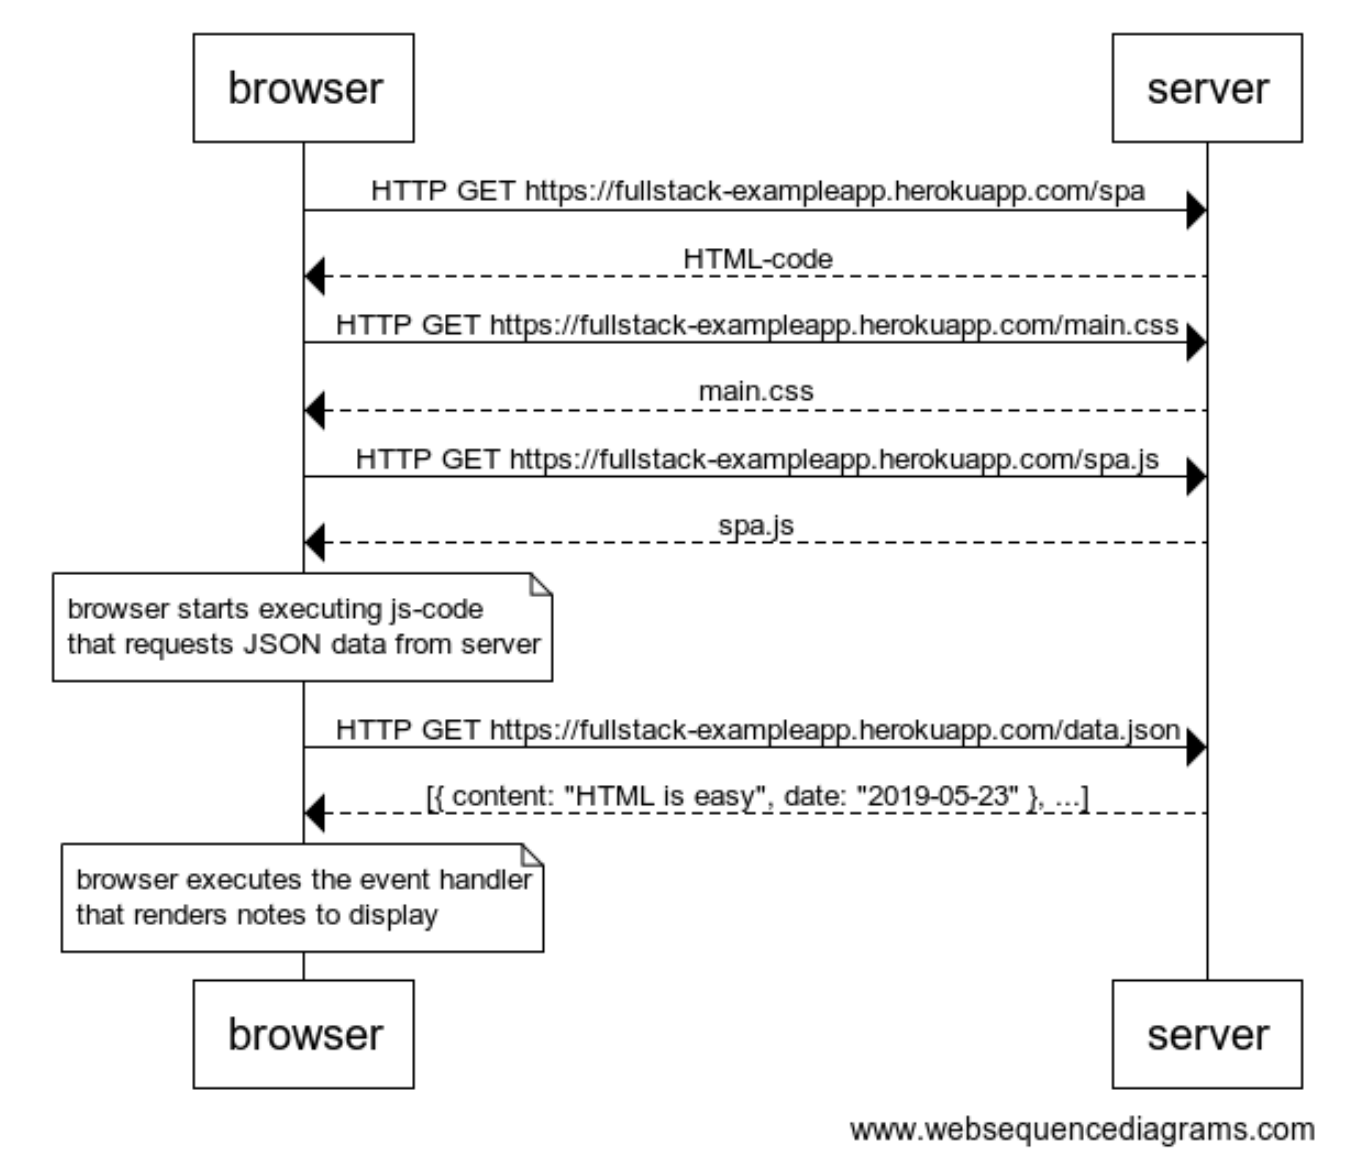 browser
server
HTTP GET https://fullstack-exampleapp.herokuapp.com/spa
HTML-code
HTTP GET https://fullstack-exampleapp.herokuapp.com/main.css
main.css
HTTP GET https://fullstack-exampleapp.herokuapp.com/spa.js
spa.js
browser starts executing js-code
that requests JSON data from server
HTTP GET https://fullstack-exampleapp.herokuapp.com/data.json
[{ content: "HTML is easy", date: "2019-05-23" }, ...]
browser executes the event handler
that renders notes to display
browser
server
www.websequencediagrams.com